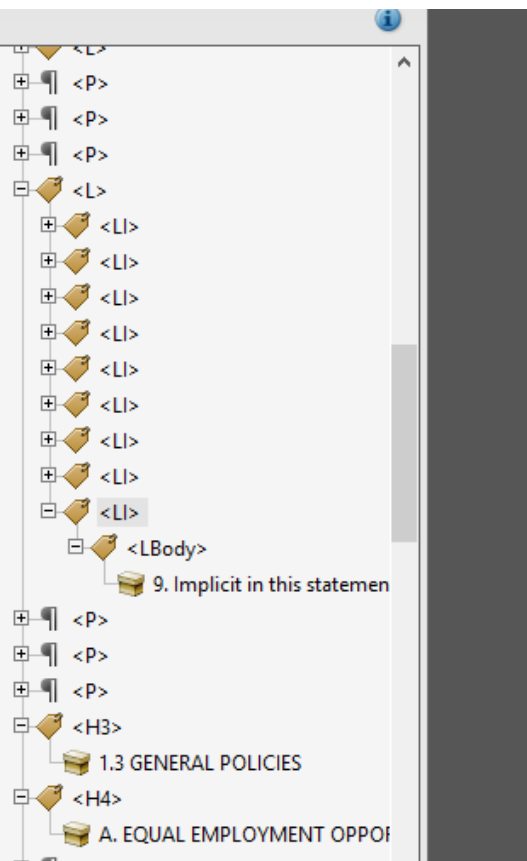 <L>
<P>
<P>
<P>
<L>
<LI>
<LI>
<LI>
<LI>
<LI>
<LI>
<LI>
<LI>
<LI>
<LBody>
9. Implicit in this statemen
<P>
<P>
<P>
<H3>
1.3 GENERAL POLICIES
<H4>
A. EQUAL EMPLOYMENT OPPO